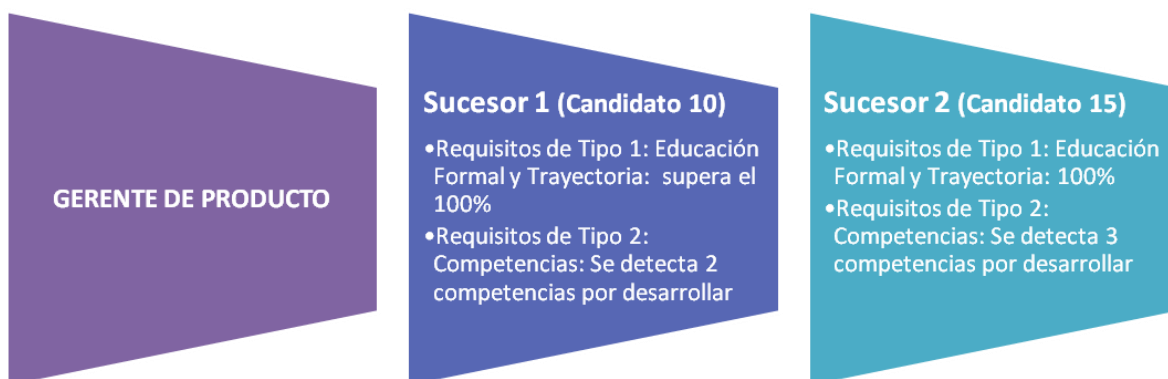 GERENTE DE PRODUCTO
Sucesor 1 (Candidato 10)
•Requisitos de Tipo 1: Educación
Formal y Trayectoria: supera el
100%
•Requisitos de Tipo 2:
Competencias: Se detecta 2
competencias por desarrollar
Sucesor 2 (Candidato 15)
•Requisitos de Tipo 1: Educación
Formal y Trayectoria: 100%
•Requisitos de Tipo 2:
Competencias: Se detecta 3
competencias por desarrollar